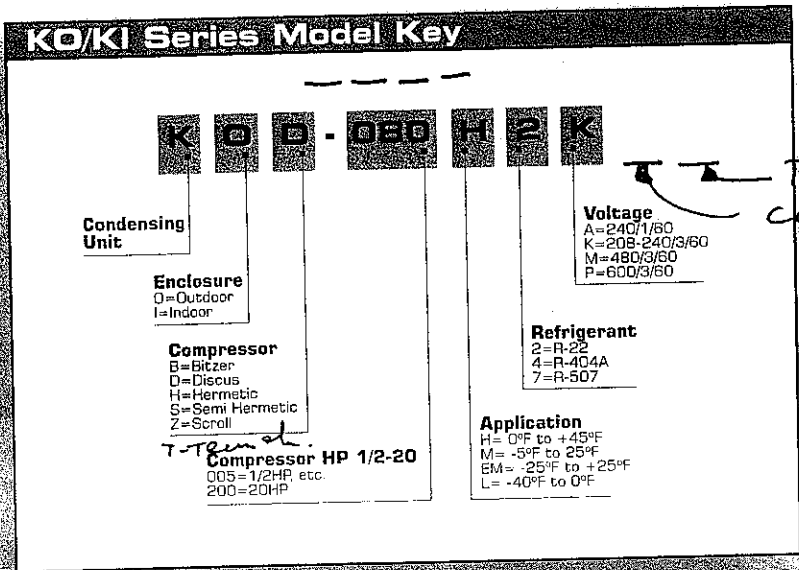 KO/KI Series Model Key
K O D - 080 H 2 K
Condensing
Unit
Enclosure
O=Outdoor
I=Indoor
Compressor
B=Bitzer
D=Discus
H=Hermetic
S=Semi Hermetic
Z=Scroll
Compressor HP 1/2-20
005=1/2HP, etc.
200=20HP
Voltage
A=240/1/60
K=208-240/3/60
M=480/3/60
P=600/3/60
Refrigerant
2=R-22
4=R-404A
7=R-507
Application
H= 0°F to +45°F
M= -5°F to 25°F
EM= -25°F to +25°F
L= -40°F to 0°F